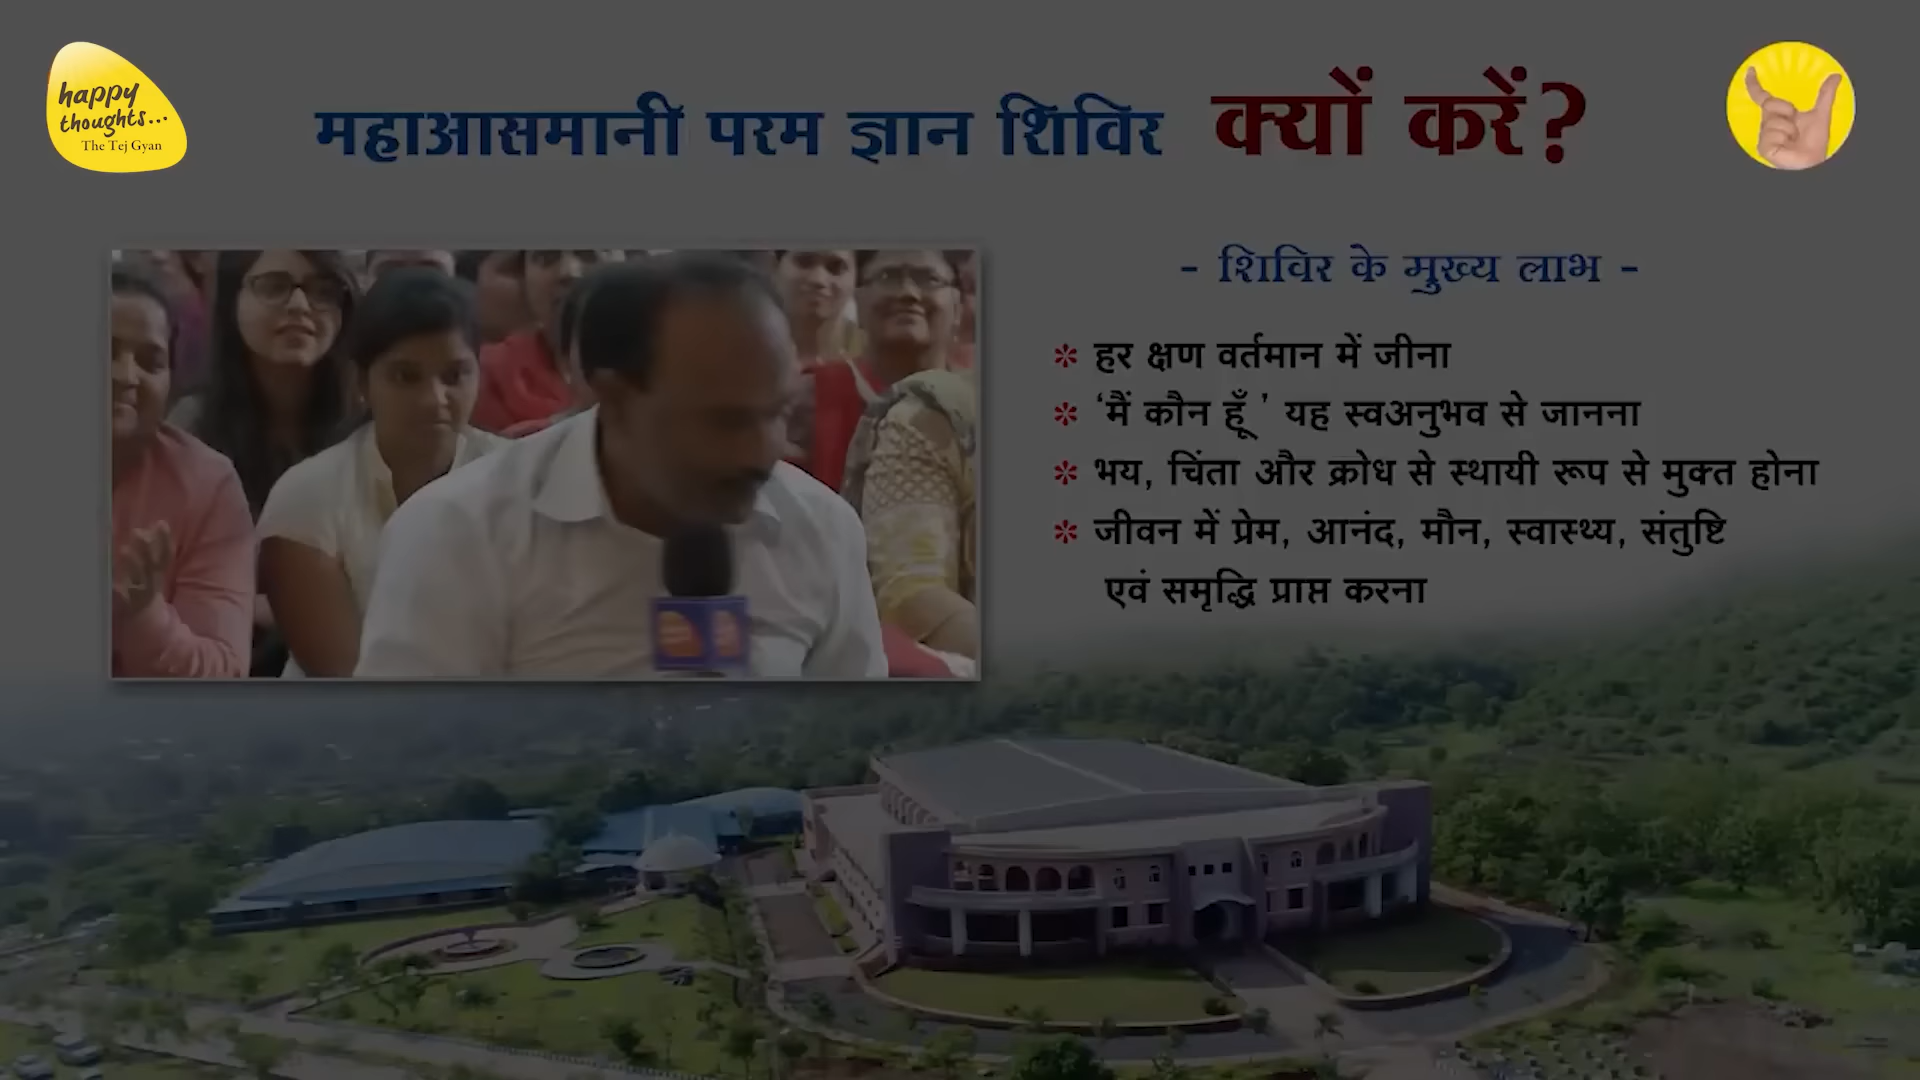 happy
thoughts...
The Tej Gyan
महाआसमानी परम ज्ञान शिविर क्यों करें?
- शिविर के मुख्य लाभ -
* हर क्षण वर्तमान में जीना
* ‘मैं कौन हूँ ’ यह स्वअनुभव से जानना
* भय, चिंता और क्रोध से स्थायी रूप से मुक्त होना
* जीवन में प्रेम, आनंद, मौन, स्वास्थ्य, संतुष्टि
एवं समृद्धि प्राप्त करना